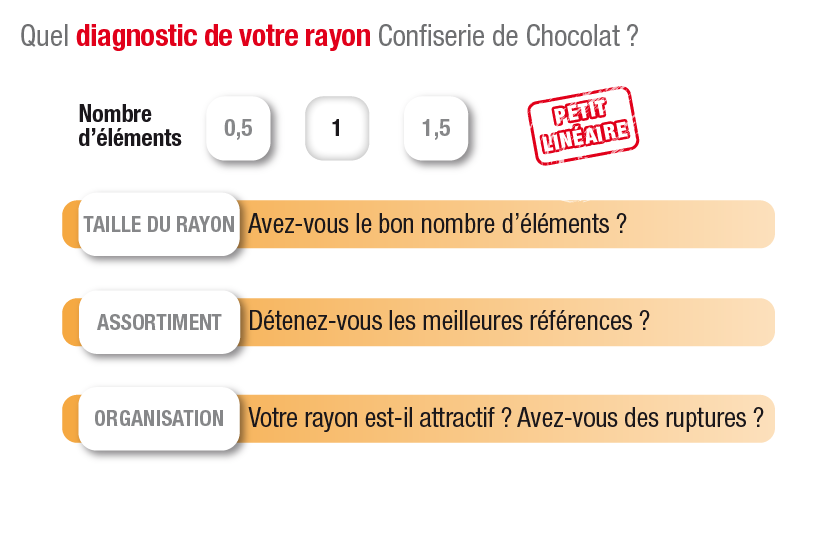 Quel diagnostic de votre rayon Confiserie de Chocolat ?
Nombre
d'éléments
0,5
1
1,5
PETIT
LINÉAIRE
TAILLE DU RAYON Avez-vous le bon nombre d'éléments ?
ASSORTIMENT Détenez-vous les meilleures références ?
ORGANISATION Votre rayon est-il attractif ? Avez-vous des ruptures ?